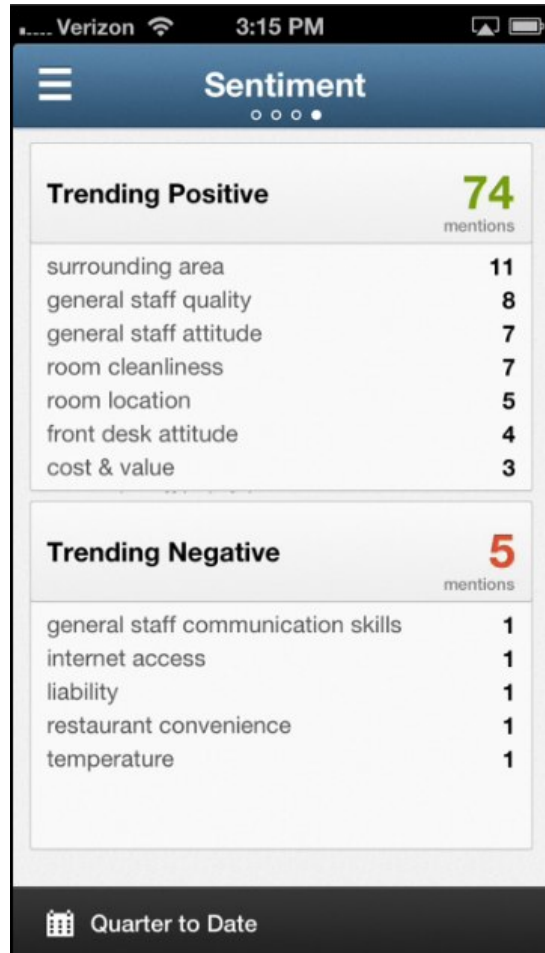 Verizon 3:15 PM
Sentiment
Trending Positive 74
mentions
surrounding area 11
general staff quality 8
general staff attitude 7
room cleanliness 7
room location 5
front desk attitude 4
cost & value 3
Trending Negative 5
mentions
general staff communication skills 1
internet access 1
liability 1
restaurant convenience 1
temperature 1
Quarter to Date